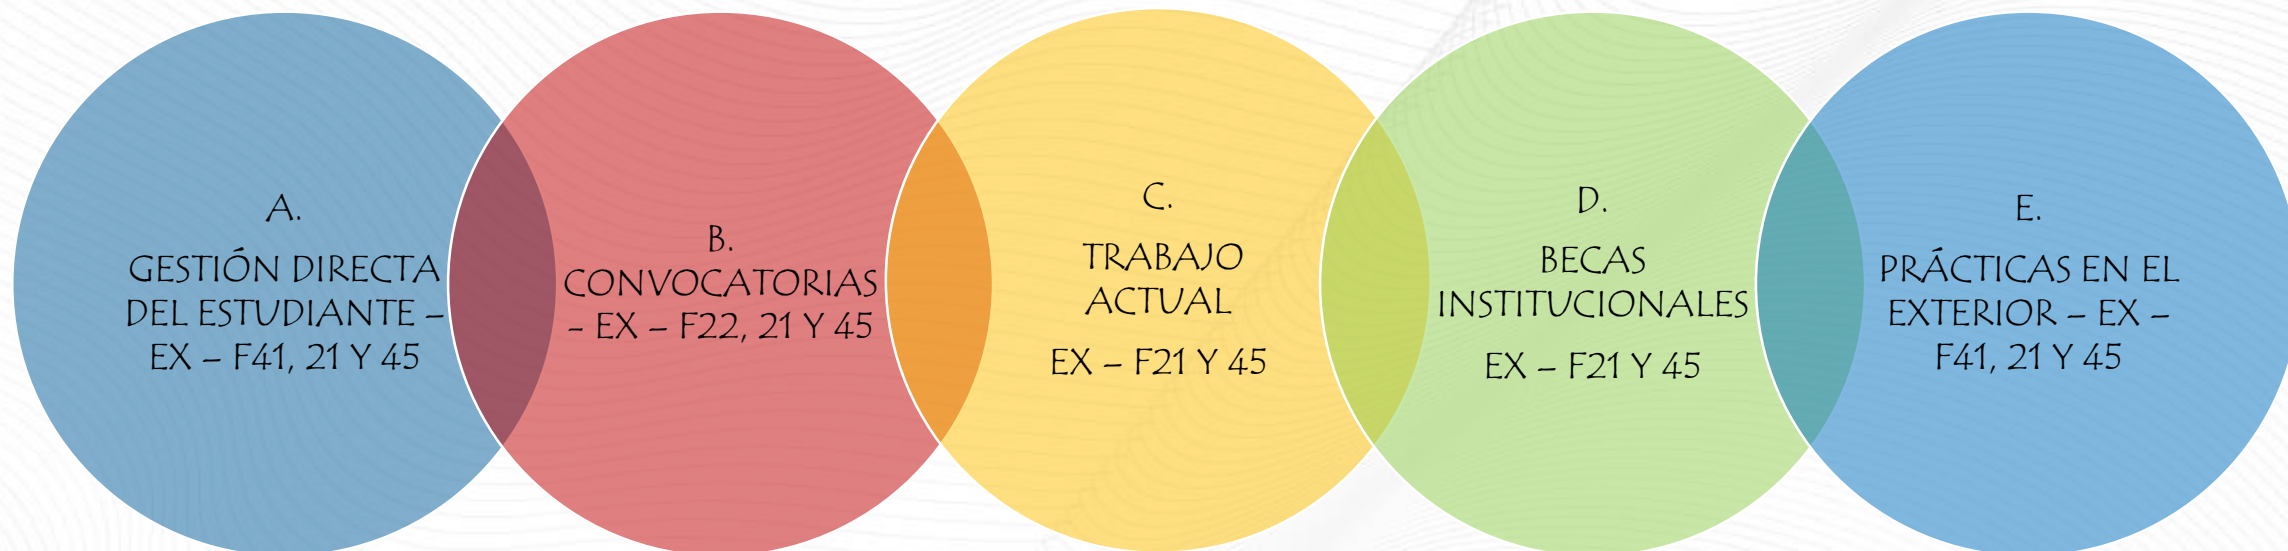 A.
GESTIÓN DIRECTA
DEL ESTUDIANTE –
EX – F41, 21 Y 45
B.
CONVOCATORIAS
- EX – F22, 21 Y 45
C.
TRABAJO
ACTUAL
EX – F21 Y 45
D.
BECAS
INSTITUCIONALES
EX – F21 Y 45
E.
PRÁCTICAS EN EL
EXTERIOR – EX –
F41, 21 Y 45